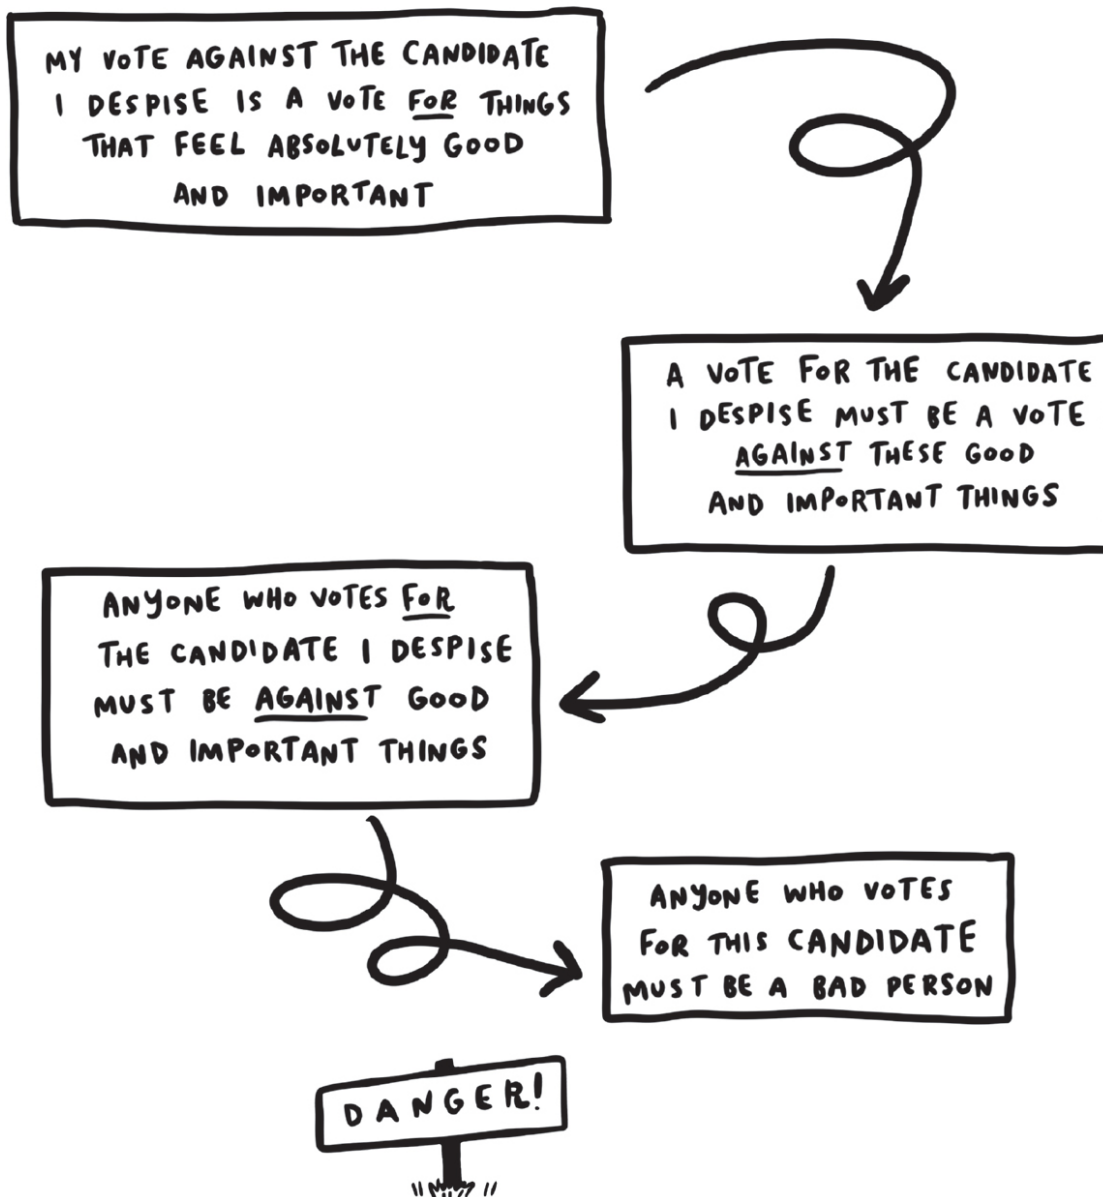 MY VOTE AGAINST THE CANDIDATE
I DESPISE IS A VOTE FOR THINGS
THAT FEEL ABSOLUTELY GOOD
AND IMPORTANT
A VOTE FOR THE CANDIDATE
I DESPISE MUST BE A VOTE
AGAINST THESE GOOD
AND IMPORTANT THINGS
ANYONE WHO VOTES FOR
THE CANDIDATE I DESPISE
MUST BE AGAINST GOOD
AND IMPORTANT THINGS
ANYONE WHO VOTES
FOR THIS CANDIDATE
MUST BE A BAD PERSON
DANGER!